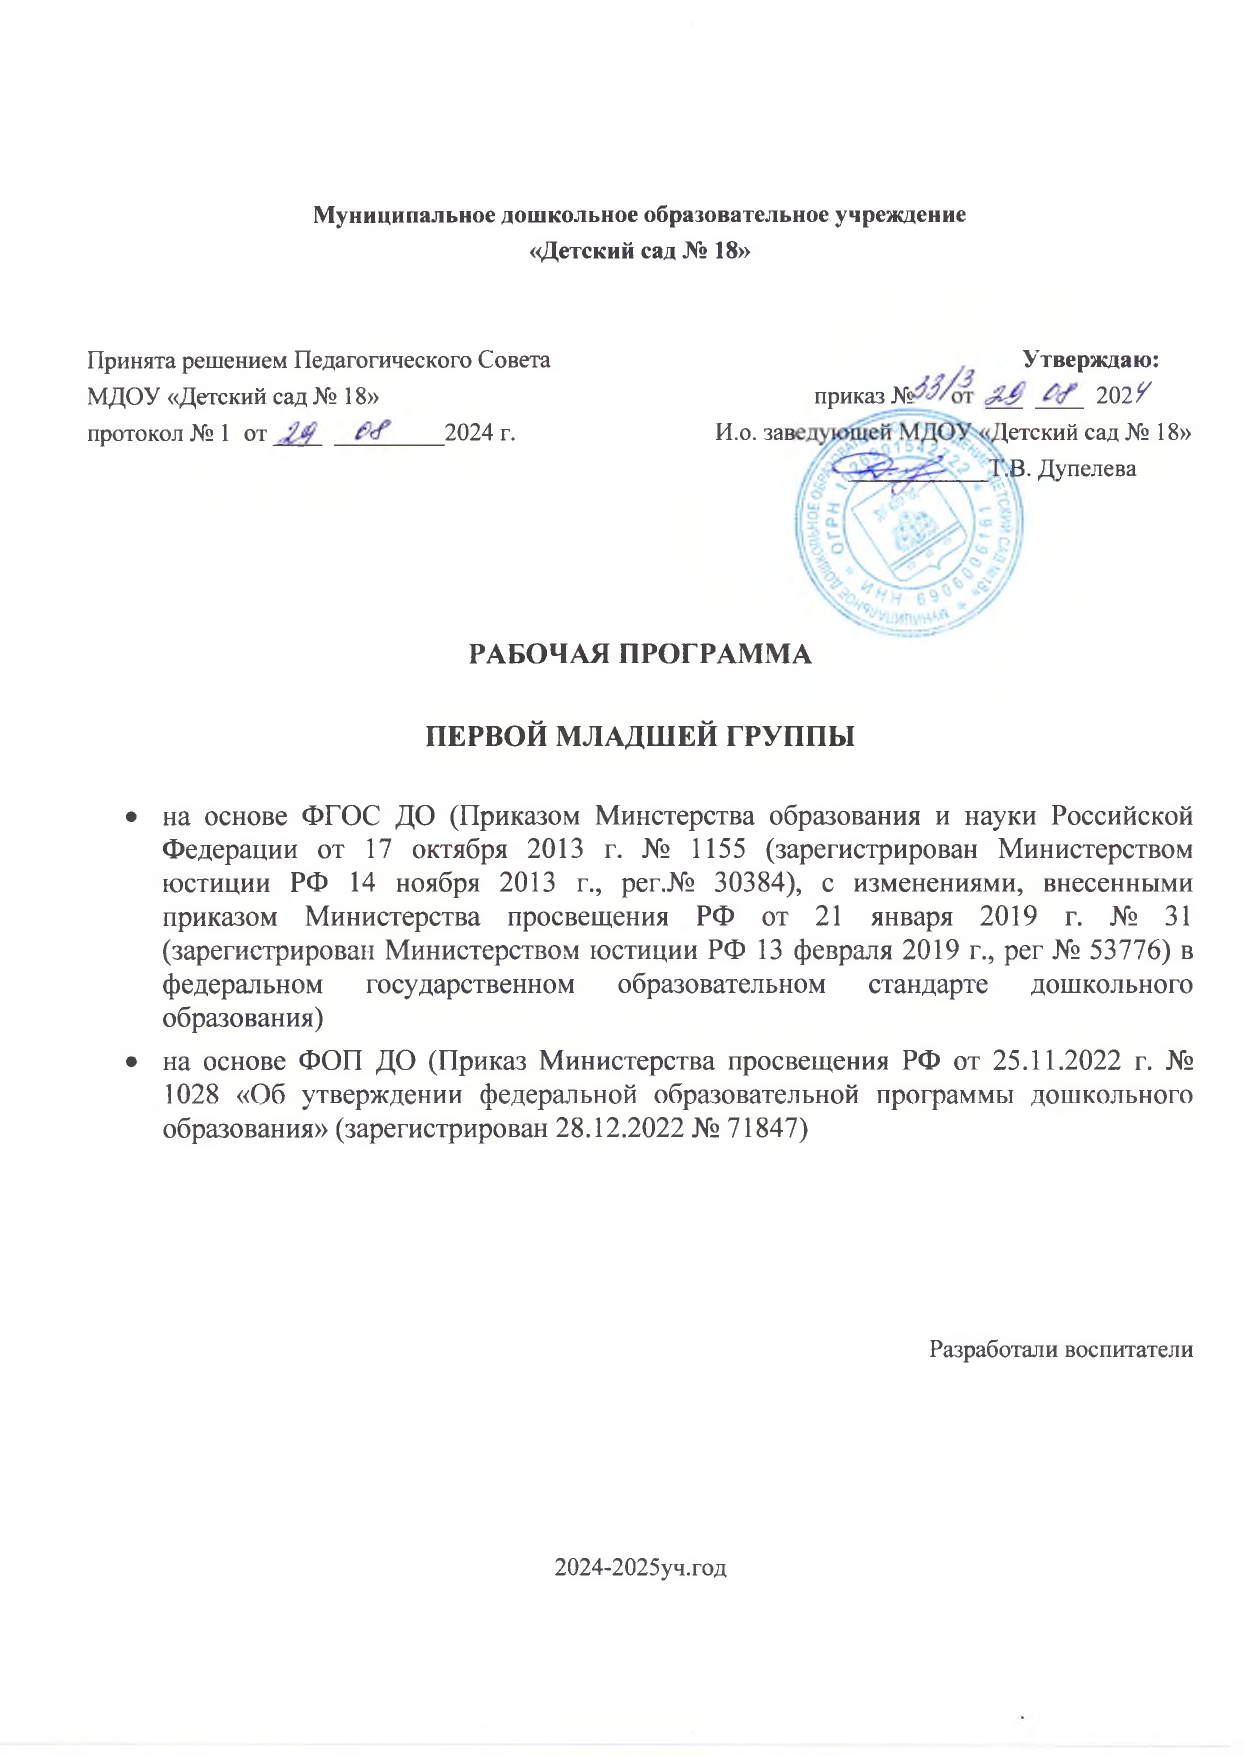 Муниципальное дошкольное образовательное учреждение
«Детский сад № 18»
Принята решением Педагогического Совета
МДОУ «Детский сад № 18»
протокол № 1 от 29 08 2024 г.
Утверждаю:
приказ № 33/3 от 29 08 2024
И.о. заведующей МДОУ «Детский сад № 18»
Т.В. Дупелева
ОГРН 1026901542722 * ИНН 6906006191 *
РАБОЧАЯ ПРОГРАММА
ПЕРВОЙ МЛАДШЕЙ ГРУППЫ
• на основе ФГОС ДО (Приказом Минстерства образования и науки Российской
Федерации от 17 октября 2013 г. № 1155 (зарегистрирован Министерством
юстиции РФ 14 ноября 2013 г., рег.№ 30384), с изменениями, внесенными
приказом Министерства просвещения РФ от 21 января 2019 г. № 31
(зарегистрирован Министерством юстиции РФ 13 февраля 2019 г., рег № 53776) в
федеральном государственном образовательном стандарте дошкольного
образования)
• на основе ФОП ДО (Приказ Министерства просвещения РФ от 25.11.2022 г. №
1028 «Об утверждении федеральной образовательной программы дошкольного
образования» (зарегистрирован 28.12.2022 № 71847)
Разработали воспитатели
2024-2025уч.год